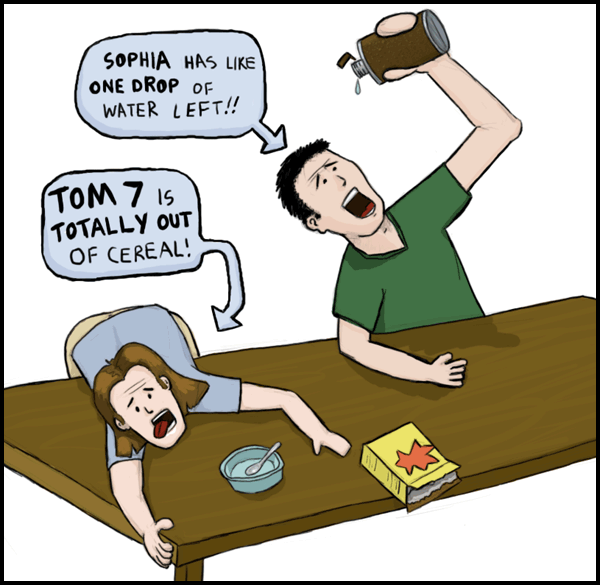 SOPHIA HAS LIKE
ONE DROP OF
WATER LEFT!!
TOM 7 IS
TOTALLY OUT
OF CEREAL!